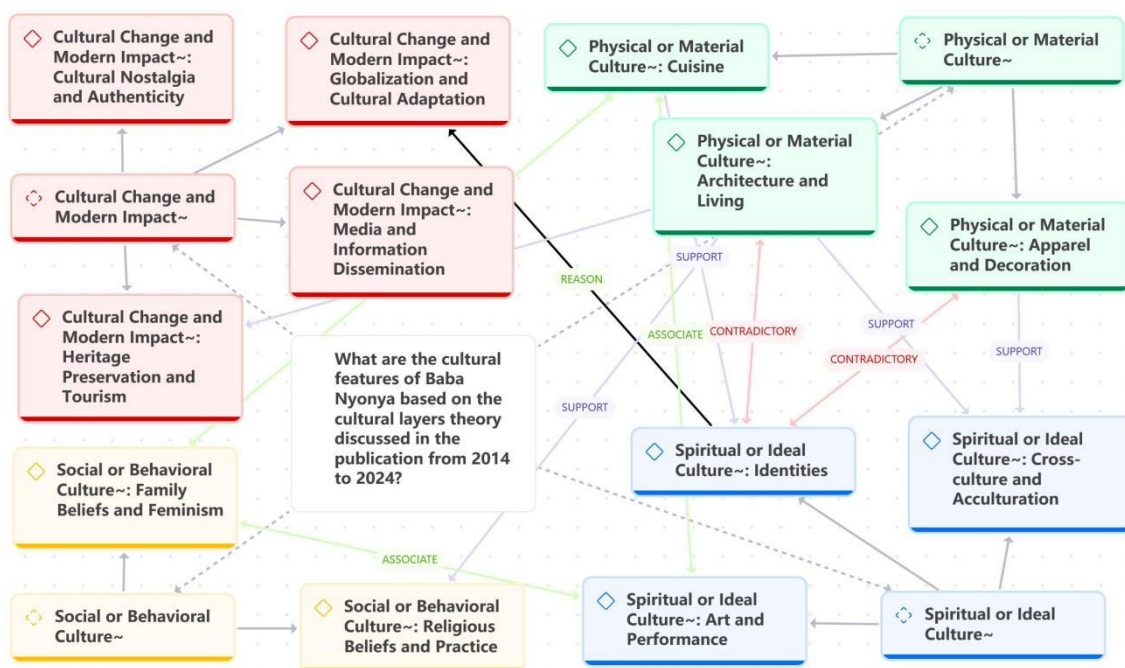 Cultural Change and
Modern Impact~:
Cultural Nostalgia
and Authenticity
Cultural Change and
Modern Impact~:
Globalization and
Cultural Adaptation
Physical or Material
Culture~: Cuisine
Physical or Material
Culture~
Physical or Material
Culture~:
Architecture and
Living
Cultural Change and
Modern Impact~
Cultural Change and
Modern Impact~:
Media and
Information
Dissemination
Physical or Material
Culture~: Apparel
and Decoration
SUPPORT
REASON
ASSOCIATE
CONTRADICTORY
SUPPORT
CONTRADICTORY
SUPPORT
SUPPORT
Cultural Change and
Modern Impact~:
Heritage
Preservation and
Tourism
What are the cultural
features of Baba
Nyonya based on the
cultural layers theory
discussed in the
publication from 2014
to 2024?
Social or Behavioral
Culture~: Family
Beliefs and Feminism
Spiritual or Ideal
Culture~: Identities
Spiritual or Ideal
Culture~: Cross-
culture and
Acculturation
ASSOCIATE
Social or Behavioral
Culture~
Social or Behavioral
Culture~: Religious
Beliefs and Practice
Spiritual or Ideal
Culture~: Art and
Performance
Spiritual or Ideal
Culture~